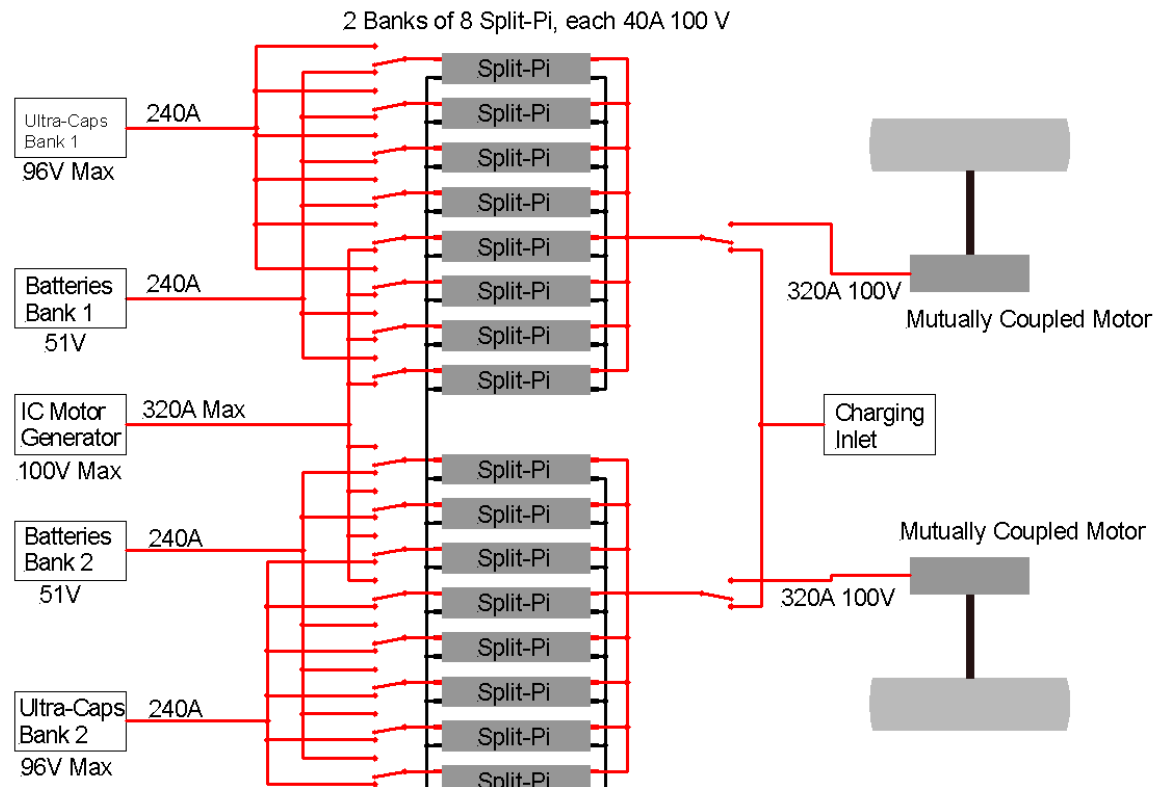 2 Banks of 8 Split-Pi, each 40A 100 V
Split-Pi
Split-Pi
Split-Pi
Split-Pi
Split-Pi
Split-Pi
Split-Pi
Split-Pi
Ultra-Caps
Bank 1
96V Max
240A
Batteries
Bank 1
51V
240A
IC Motor
Generator
100V Max
320A Max
Batteries
Bank 2
51V
240A
Ultra-Caps
Bank 2
96V Max
240A
Split-Pi
Split-Pi
Split-Pi
Split-Pi
Split-Pi
Split-Pi
Split-Pi
Split-Pi
320A 100V
Mutually Coupled Motor
Charging
Inlet
Mutually Coupled Motor
320A 100V